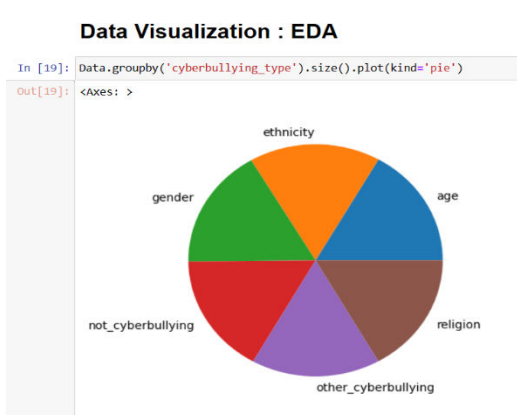 Data Visualization : EDA
In [19]: Data.groupby('cyberbullying_type').size().plot(kind='pie')
Out[19]: <Axes: >
ethnicity
gender
age
not_cyberbullying
religion
other_cyberbullying